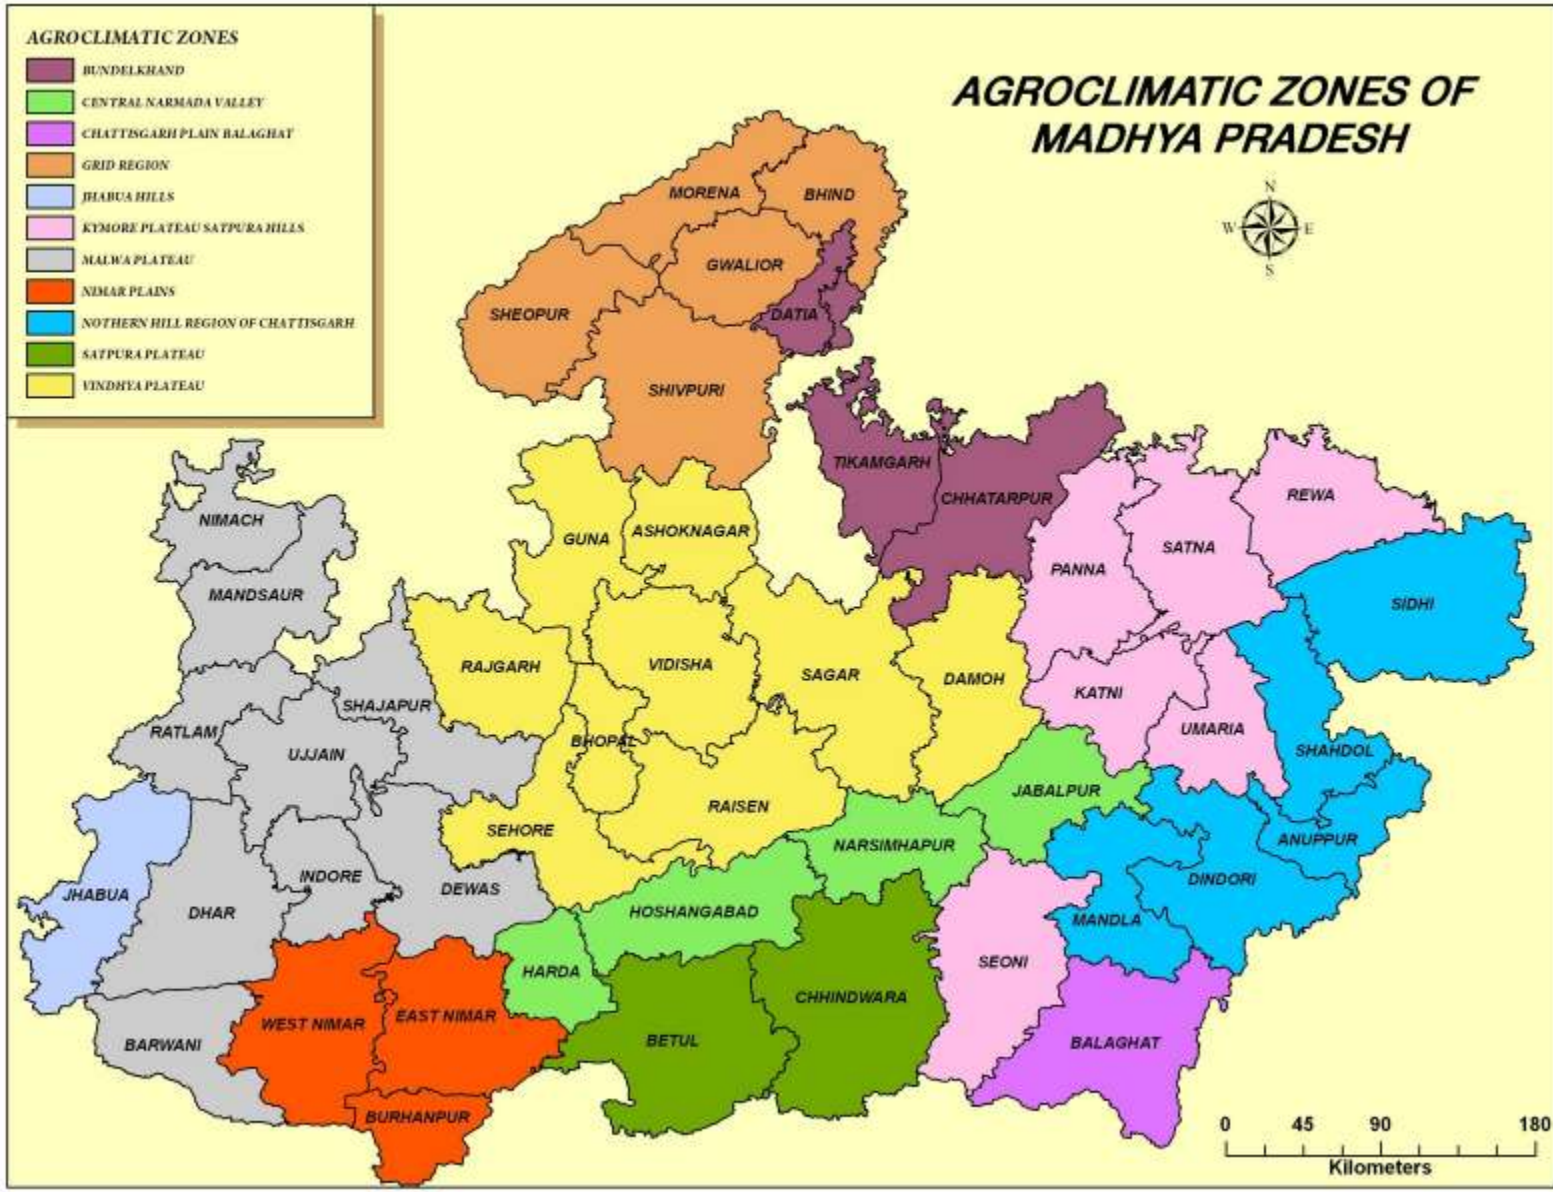 AGROCLIMATIC ZONES
BUNDELKHAND
CENTRAL NARMADA VALLEY
CHATTISGARH PLAIN BALAGHAT
GRID REGION
JHABUA HILLS
KYMORE PLATEAU SATPURA HILLS
MALWA PLATEAU
NIMAR PLAINS
NOTHERN HILL REGION OF CHATTISGARH
SATPURA PLATEAU
VINDHYA PLATEAU
AGROCLIMATIC ZONES OF
MADHYA PRADESH
N
W E
S
MORENA
BHIND
GWALIOR
SHEOPUR
DATIA
SHIVPURI
TIKAMGARH
CHHATARPUR
REWA
NIMACH
GUNA
ASHOKNAGAR
SATNA
PANNA
MANDSAUR
SIDHI
RAJGARH
VIDISHA
SAGAR
DAMOH
KATNI
SHAJAPUR
RATLAM
UMARIA
UJJAIN
BHOPAL
SHAHDOL
JABALPUR
RAISEN
SEHORE
NARSIMHAPUR
ANUPPUR
INDORE
DINDORI
DEWAS
JHABUA
DHAR
HOSHANGABAD
MANDLA
SEONI
HARDA
CHHINDWARA
WEST NIMAR
EAST NIMAR
BETUL
BALAGHAT
BARWANI
BURHANPUR
0 45 90 180
Kilometers